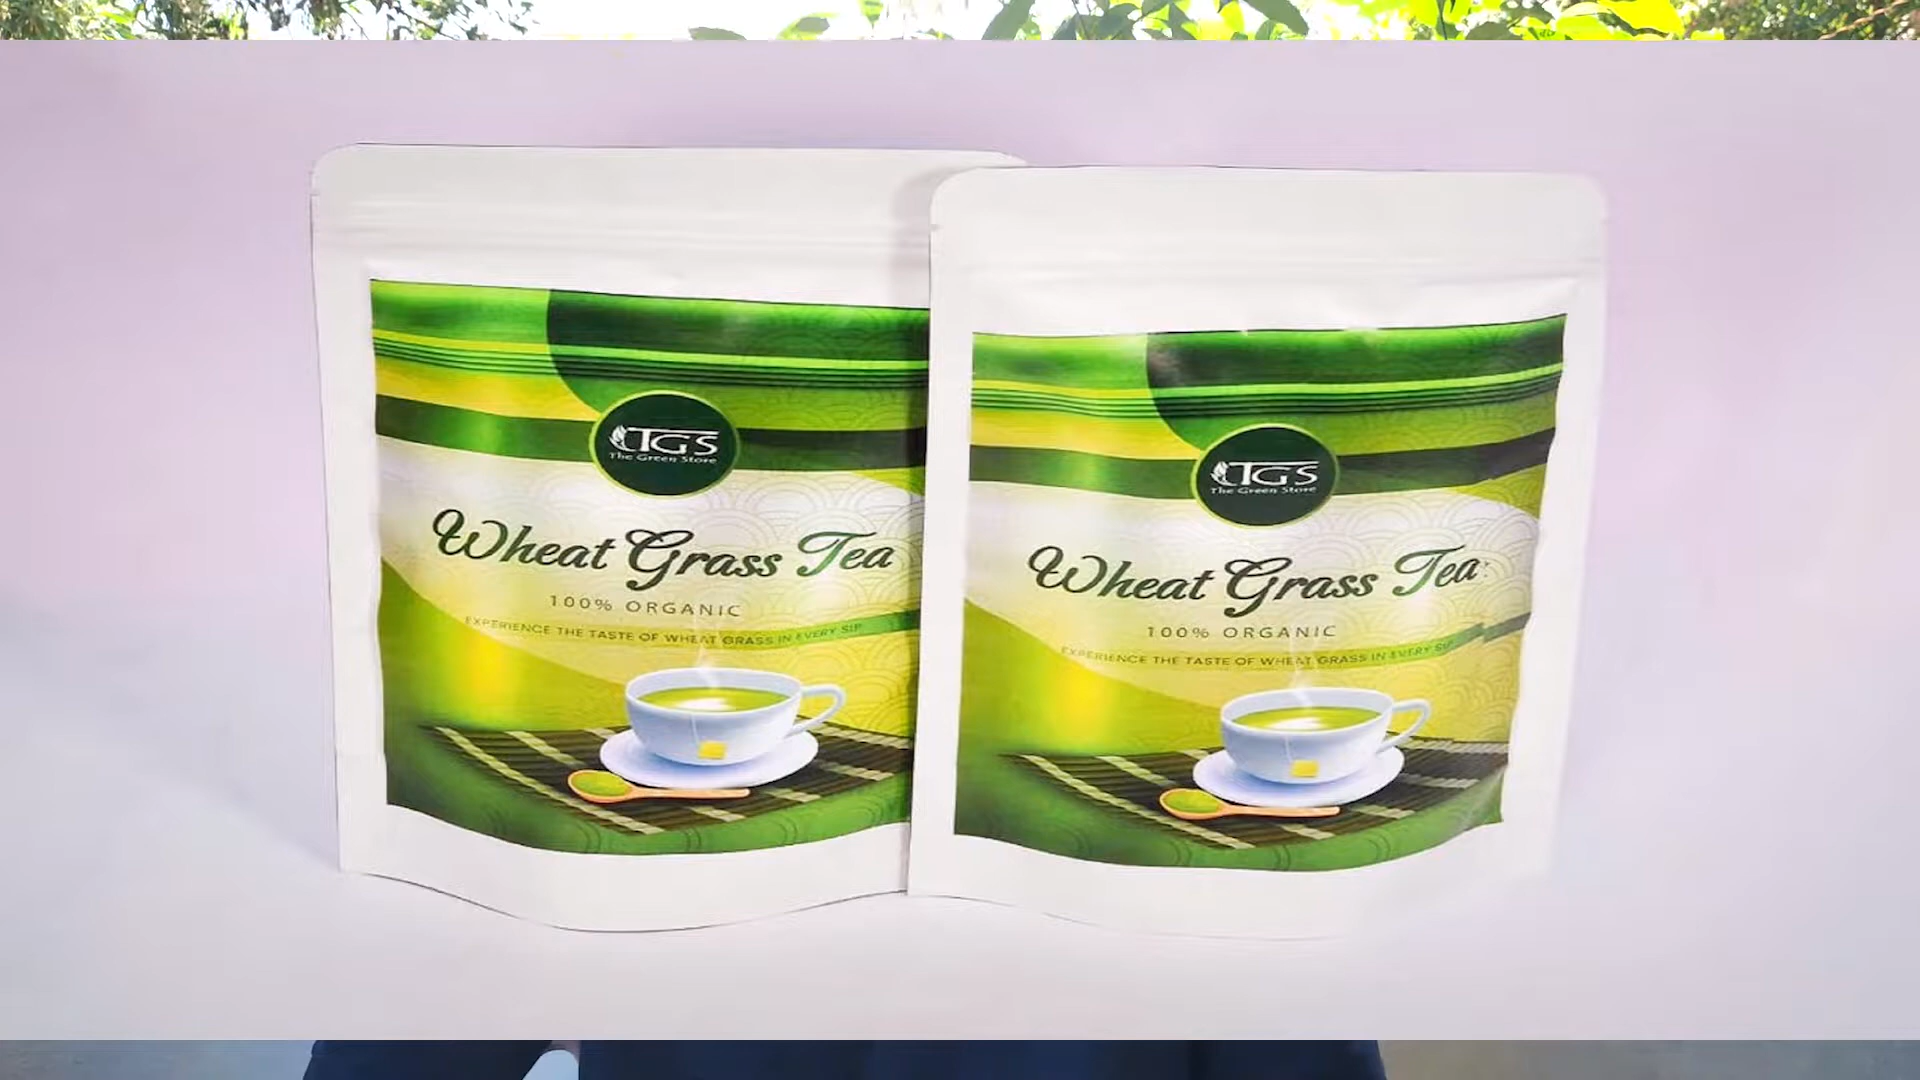 TGS
The Green Store
Wheat Grass Tea
100% ORGANIC
EXPERIENCE THE TASTE OF WHEAT GRASS IN EVERY SIP
TGS
The Green Store
Wheat Grass Tea
100% ORGANIC
EXPERIENCE THE TASTE OF WHEAT GRASS IN EVERY SIP